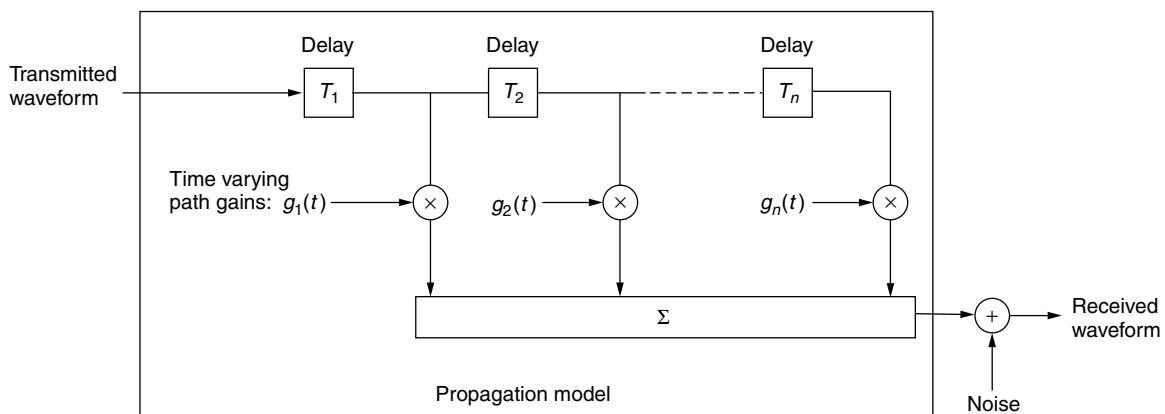 Delay
Delay
Delay
Transmitted
waveform
T1
T2
Tn
Time varying
path gains: g1(t)
×
g2(t)
×
gn(t)
×
Σ
+
Received
waveform
Propagation model
Noise